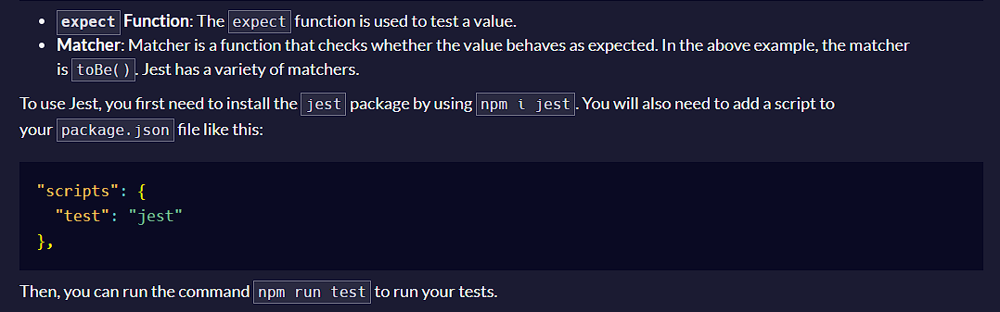 • expect Function: The expect function is used to test a value.
• Matcher: Matcher is a function that checks whether the value behaves as expected. In the above example, the matcher
is toBe(). Jest has a variety of matchers.
To use Jest, you first need to install the jest package by using npm i jest. You will also need to add a script to
your package.json file like this:
"scripts": {
  "test": "jest"
},
Then, you can run the command npm run test to run your tests.